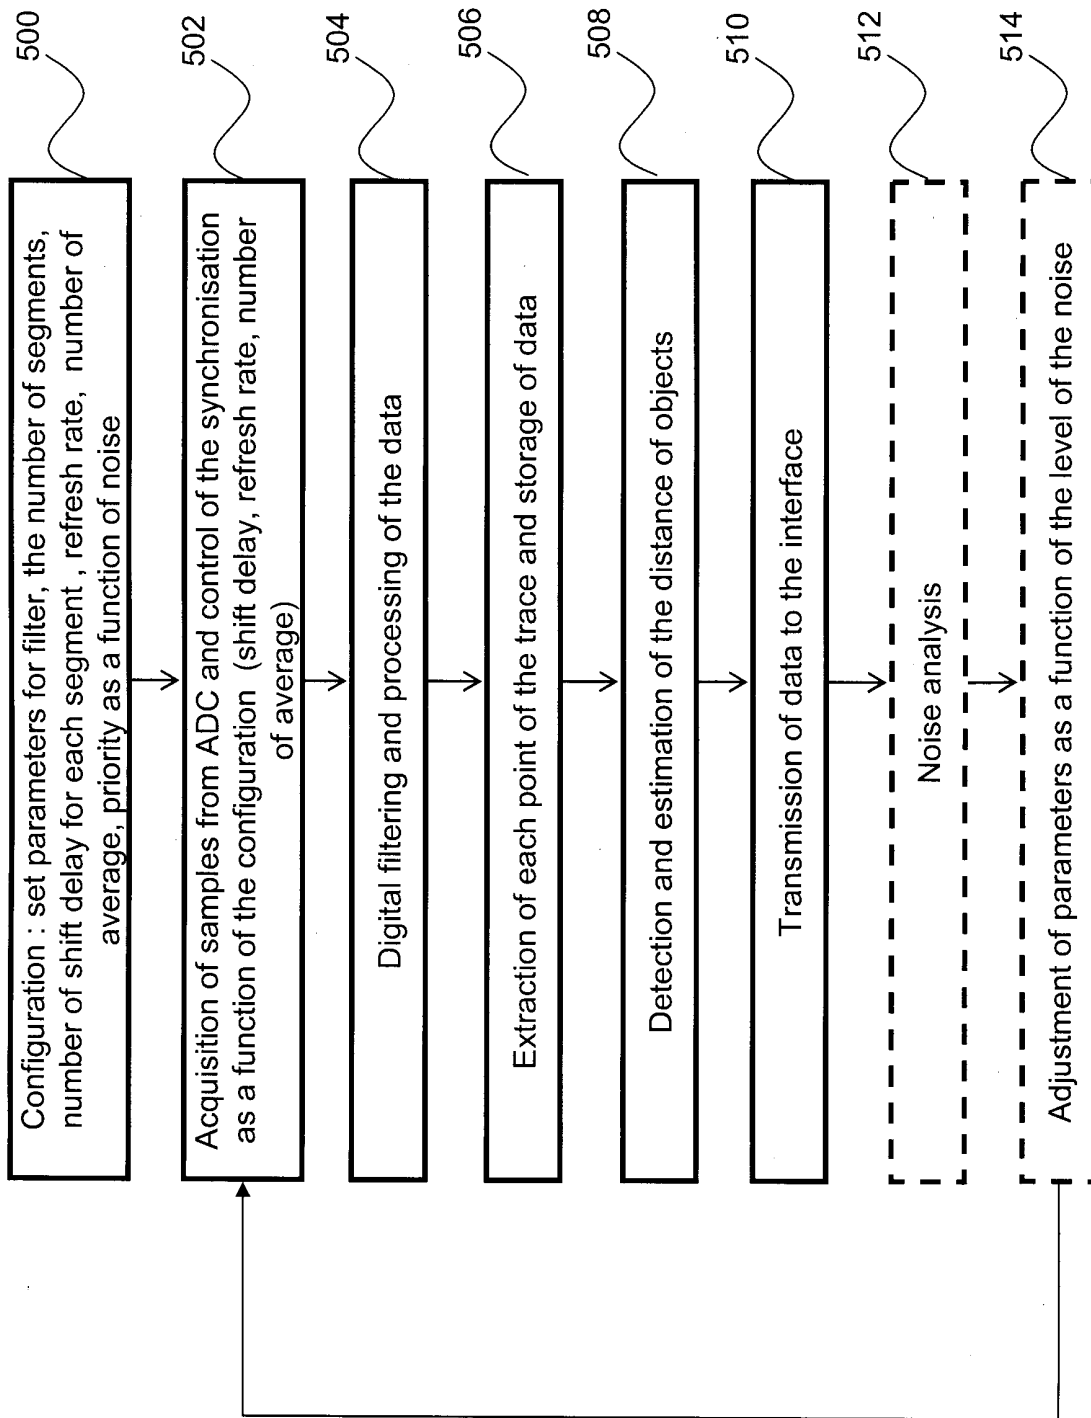 500
Configuration : set parameters for filter, the number of segments,
number of shift delay for each segment , refresh rate, number of
average, priority as a function of noise
502
Acquisition of samples from ADC and control of the synchronisation
as a function of the configuration (shift delay, refresh rate, number
of average)
504
Digital filtering and processing of the data
506
Extraction of each point of the trace and storage of data
508
Detection and estimation of the distance of objects
510
Transmission of data to the interface
512
Noise analysis
514
Adjustment of parameters as a function of the level of the noise